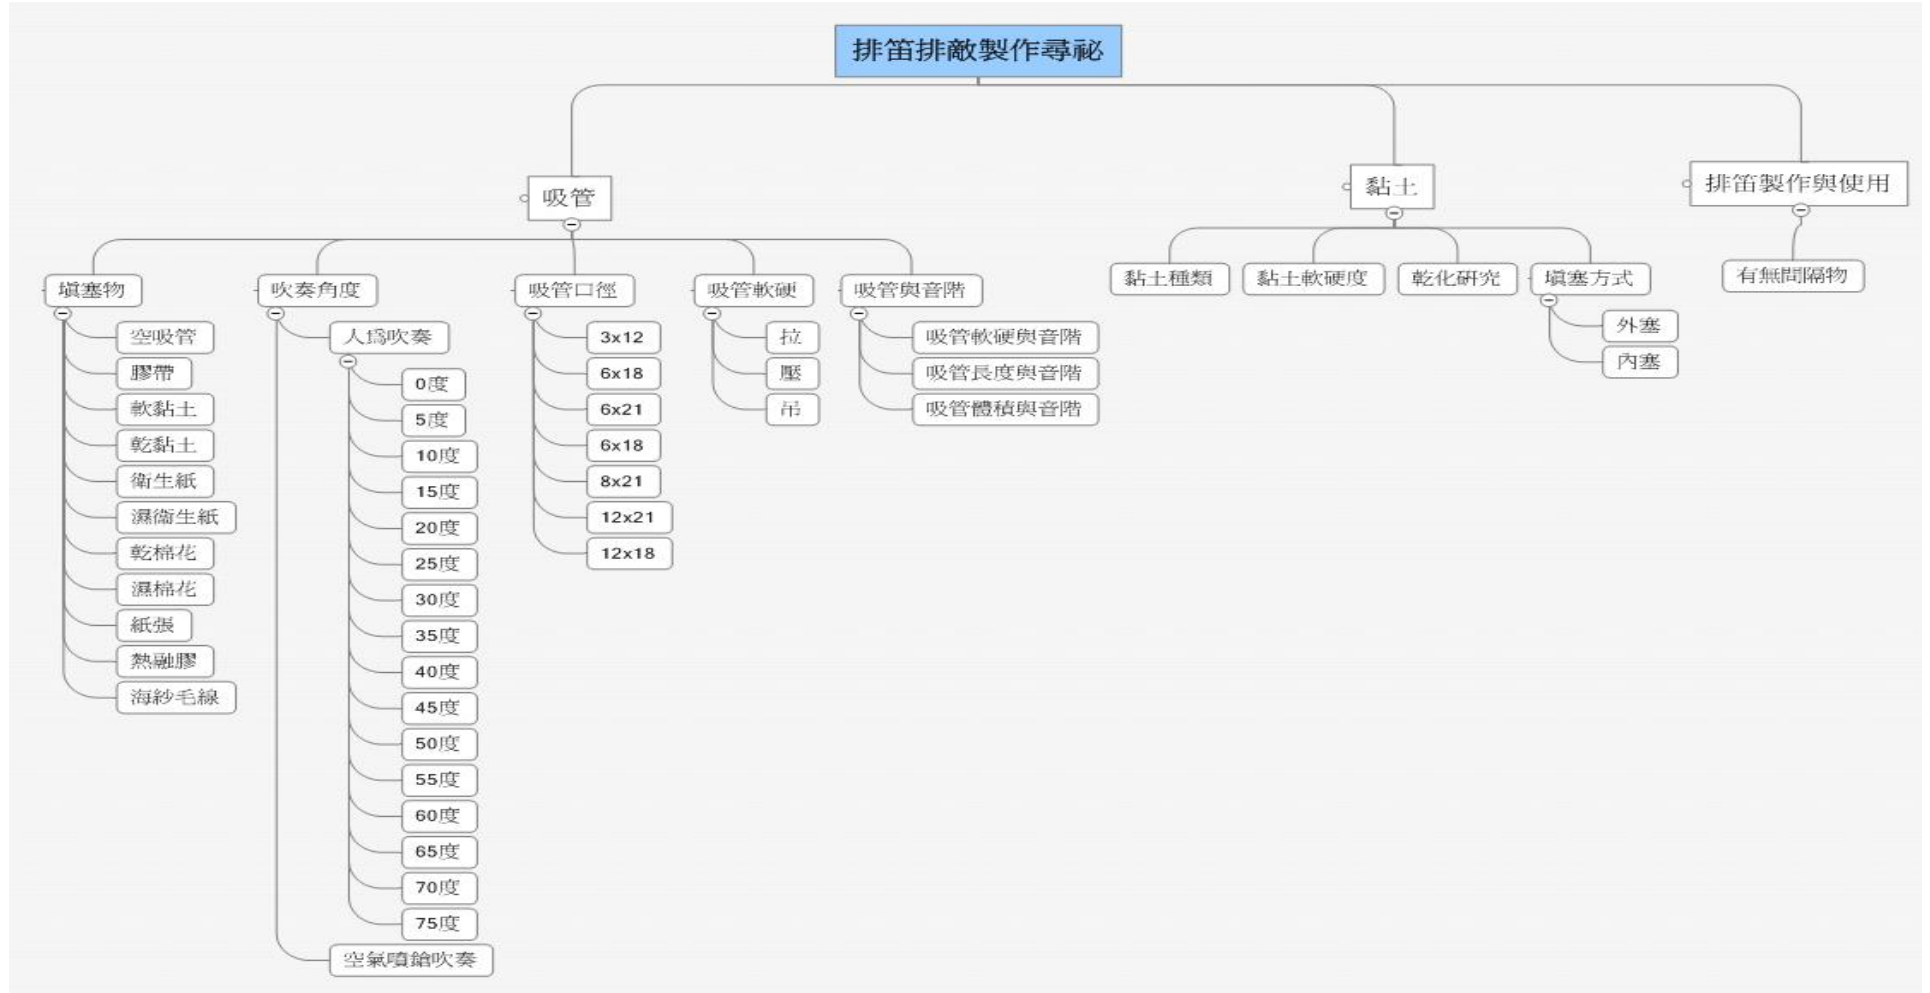 排笛排敵製作尋祕
吸管
黏土
排笛製作與使用
填塞物
吹奏角度
吸管口徑
吸管軟硬
吸管與音階
黏土種類
黏土軟硬度
乾化研究
填塞方式
有無間隔物
空吸管
膠帶
軟黏土
乾黏土
衛生紙
濕衛生紙
乾棉花
濕棉花
紙張
熱融膠
海紗毛線
人為吹奏
0度
5度
10度
15度
20度
25度
30度
35度
40度
45度
50度
55度
60度
65度
70度
75度
空氣噴鎗吹奏
3x12
6x18
6x21
6x18
8x21
12x21
12x18
拉
壓
吊
吸管軟硬與音階
吸管長度與音階
吸管體積與音階
外塞
內塞